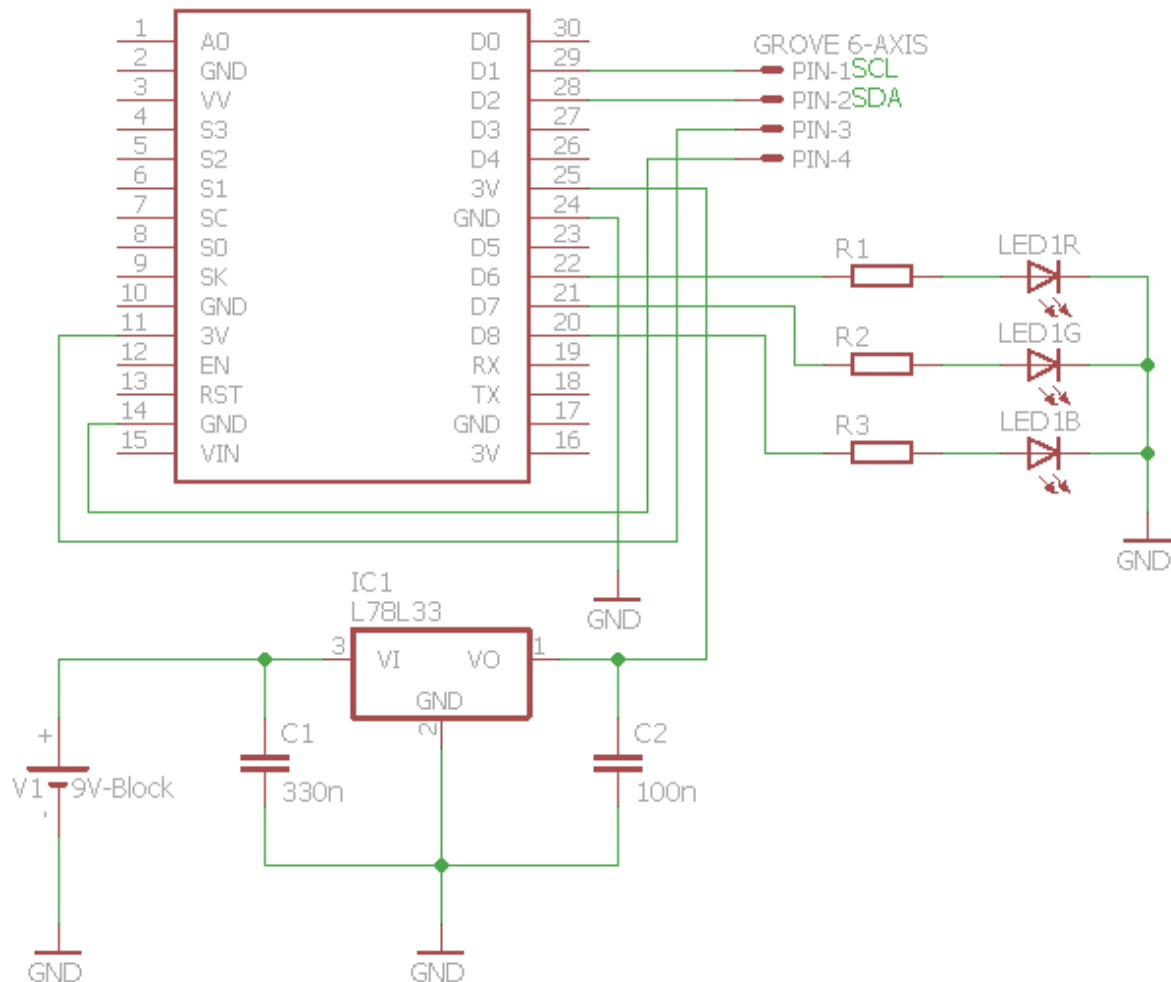 1 A0 D0 30
2 GND D1 29
3 VV D2 28
4 S3 D3 27
5 S2 D4 26
6 S1 3V 25
7 SC GND 24
8 S0 D5 23
9 SK D6 22
10 GND D7 21
11 3V D8 20
12 EN RX 19
13 RST TX 18
14 GND GND 17
15 VIN 3V 16
GROVE 6-AXIS
PIN-1 SCL
PIN-2 SDA
PIN-3
PIN-4
R1 LED1R
R2 LED1G
R3 LED1B
GND
GND
IC1
L78L33
3 VI VO 1
GND
2
C1
330n
C2
100n
+
V1 9V-Block
-
GND
GND